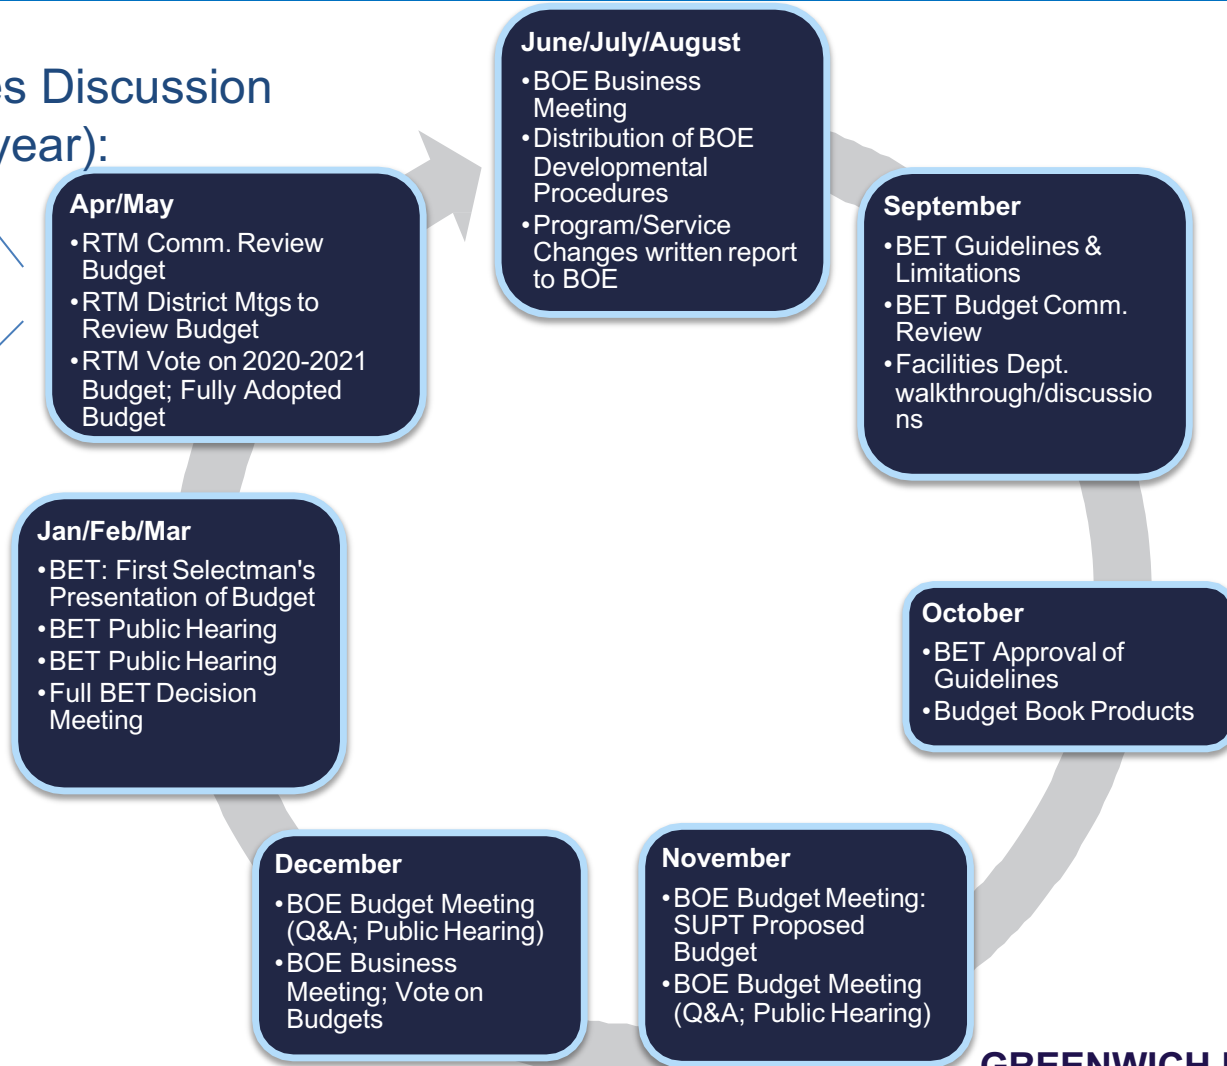 es Discussion
year):
June/July/August
•BOE Business
Meeting
•Distribution of BOE
Developmental
Procedures
•Program/Service
Changes written report
to BOE
September
•BET Guidelines &
Limitations
•BET Budget Comm.
Review
•Facilities Dept.
walkthrough/discussio
ns
October
•BET Approval of
Guidelines
•Budget Book Products
November
•BOE Budget Meeting:
SUPT Proposed
Budget
•BOE Budget Meeting
(Q&A; Public Hearing)
December
•BOE Budget Meeting
(Q&A; Public Hearing)
•BOE Business
Meeting; Vote on
Budgets
Jan/Feb/Mar
•BET: First Selectman's
Presentation of Budget
•BET Public Hearing
•BET Public Hearing
•Full BET Decision
Meeting
Apr/May
•RTM Comm. Review
Budget
•RTM District Mtgs to
Review Budget
•RTM Vote on 2020-2021
Budget; Fully Adopted
Budget
GREENWICH